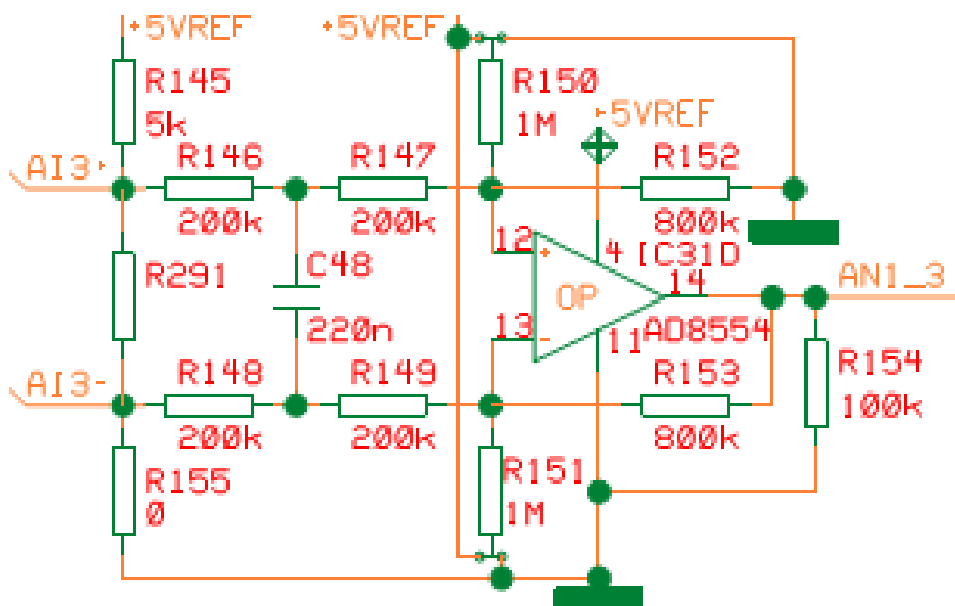 +5VREF
+5VREF
R145
5k
R150
1M
+5VREF
AI3+
R146
200k
R147
200k
R152
800k
12
+
4
IC31D
14
AN1_3
R291
C48
220n
OP
13
-
11
AD8554
AI3-
R148
200k
R149
200k
R153
800k
R154
100k
R155
0
R151
1M